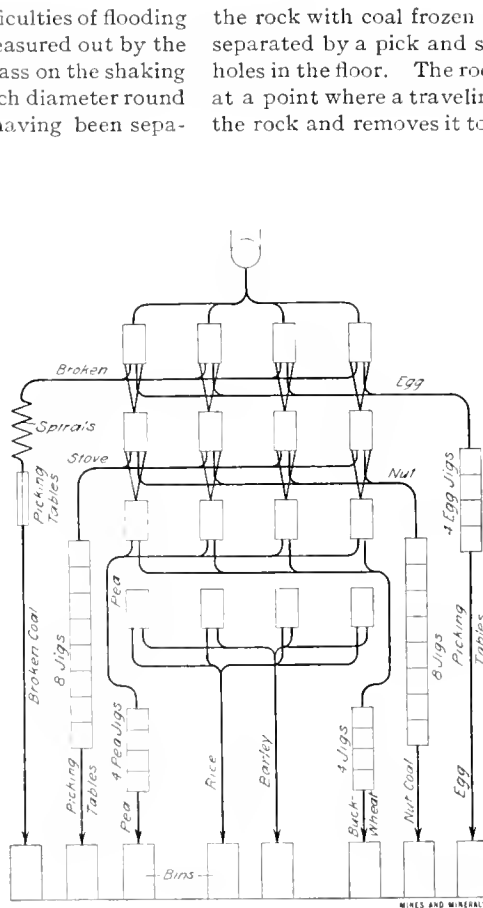 ficulties of flooding
easured out by the
ass on the shaking
ch diameter round
having been sepa-
the rock with coal frozen
separated by a pick and s
holes in the floor. The roc
at a point where a travelin
the rock and removes it to
Broken
Egg
Spirals
Stove
Nut
Picking
Tables
4 Egg Jigs
Pea
8 Jigs
8 Jigs
Picking
Tables
Broken Coal
4 Pea Jigs
Rice
Barley
4 Jigs
Picking
Tables
Pea
Buck-
Wheat
Nut Coal
Egg
Bins
MINES AND MINERALS